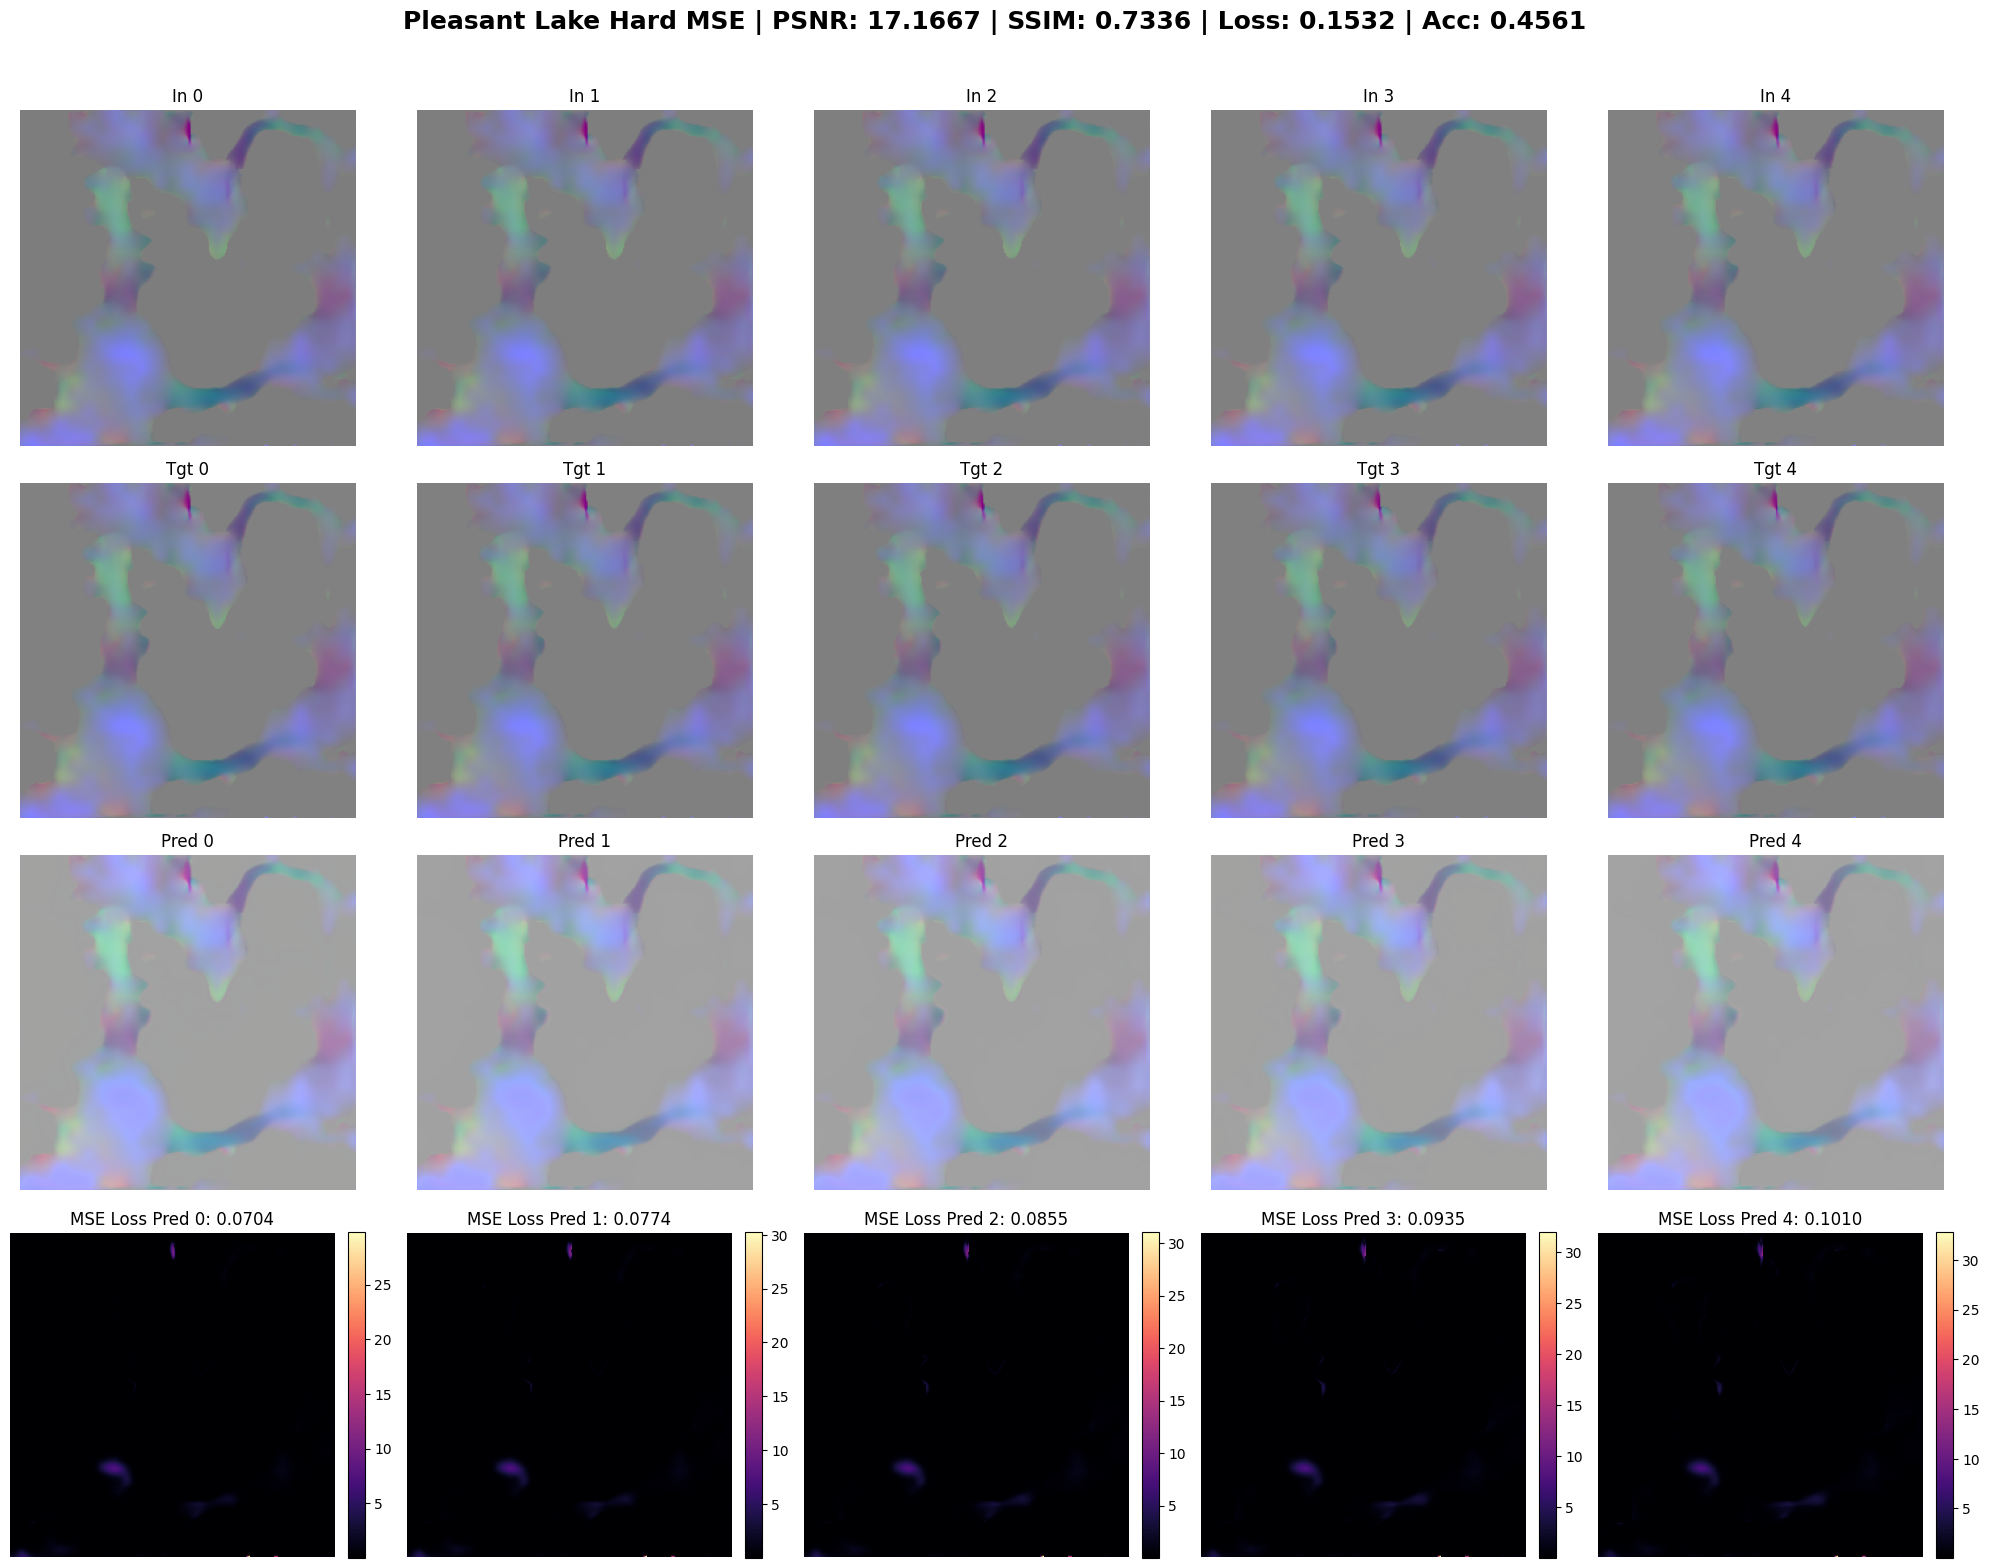 Pleasant Lake Hard MSE | PSNR: 17.1667 | SSIM: 0.7336 | Loss: 0.1532 | Acc: 0.4561
In 0
In 1
In 2
In 3
In 4
Tgt 0
Tgt 1
Tgt 2
Tgt 3
Tgt 4
Pred 0
Pred 1
Pred 2
Pred 3
Pred 4
MSE Loss Pred 0: 0.0704
25
20
15
10
5
MSE Loss Pred 1: 0.0774
30
25
20
15
10
5
MSE Loss Pred 2: 0.0855
30
25
20
15
10
5
MSE Loss Pred 3: 0.0935
30
25
20
15
10
5
MSE Loss Pred 4: 0.1010
30
25
20
15
10
5